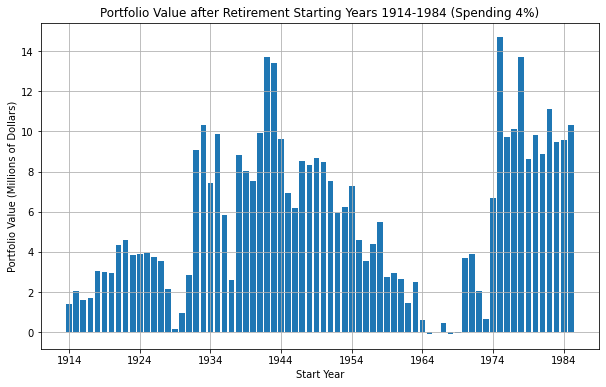 Portfolio Value after Retirement Starting Years 1914-1984 (Spending 4%)
Portfolio Value (Millions of Dollars)
14
12
10
8
6
4
2
0
1914 1924 1934 1944 1954 1964 1974 1984
Start Year